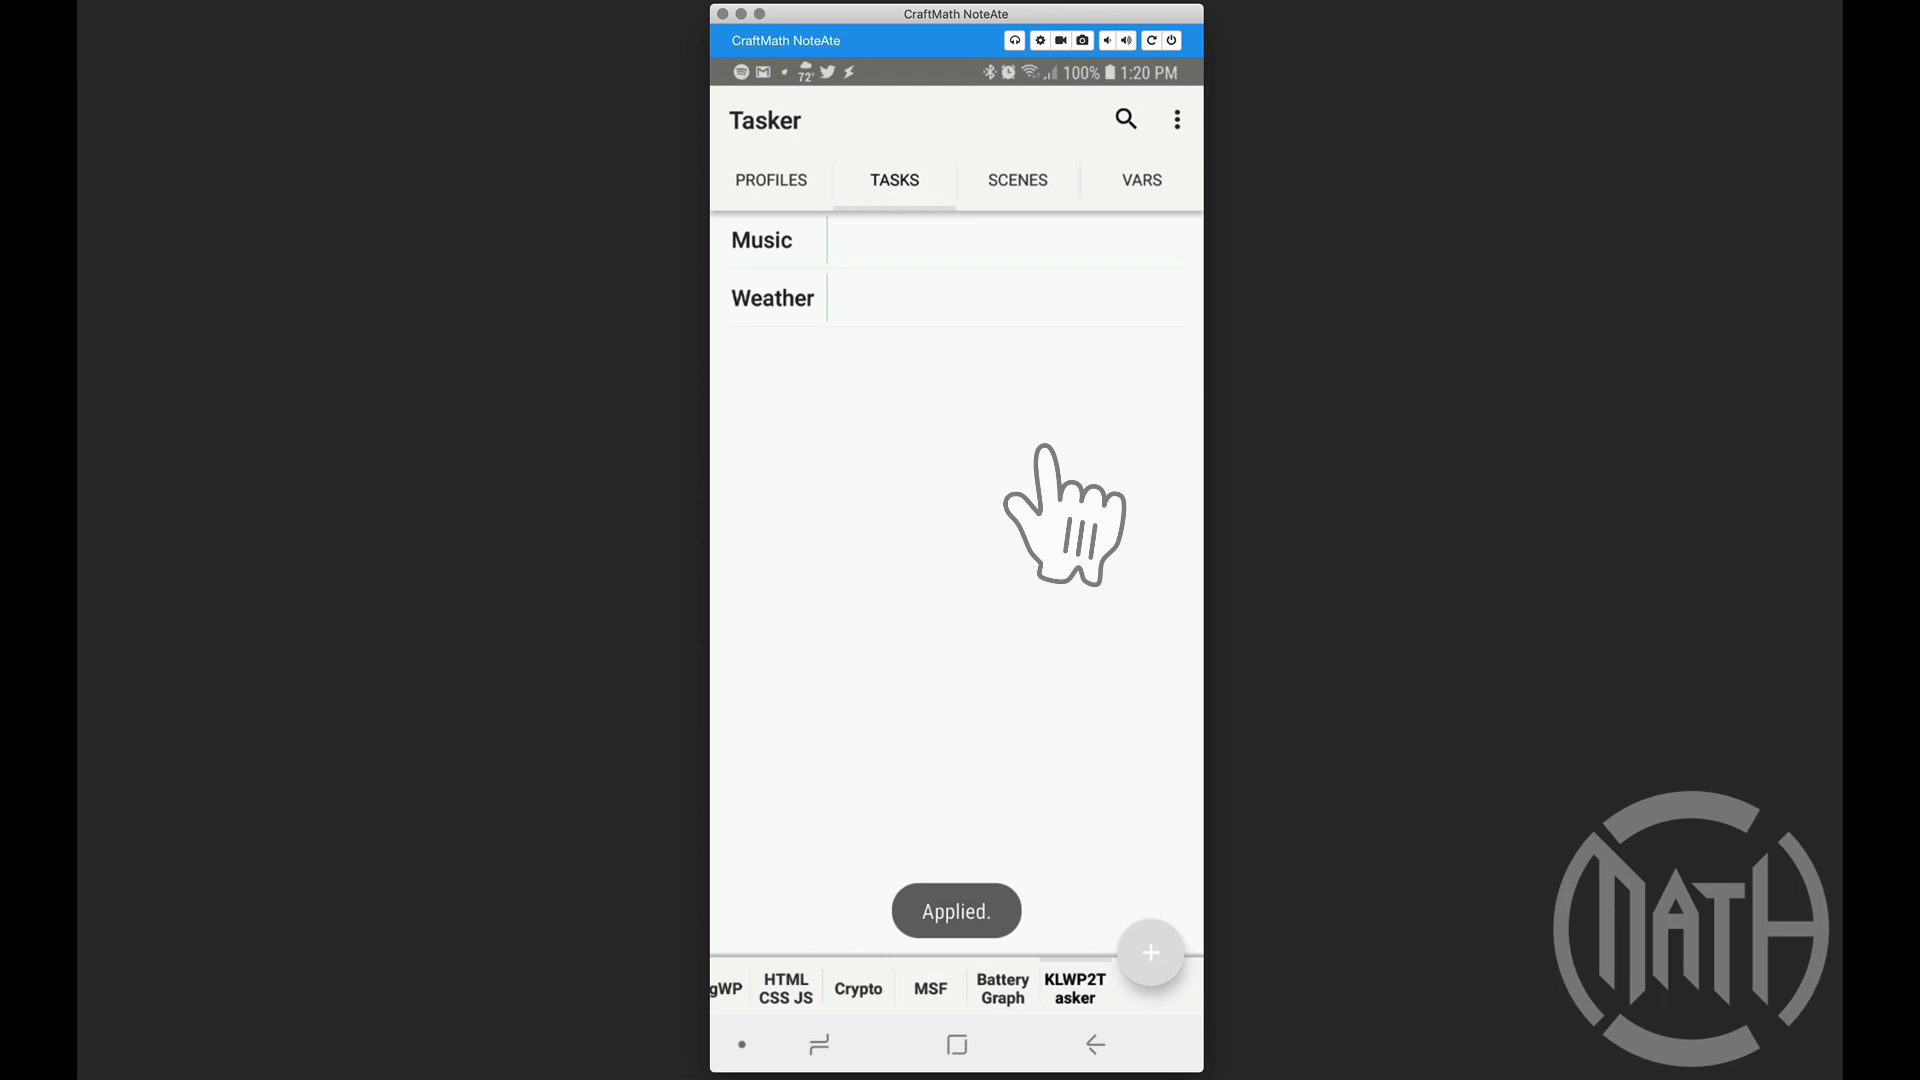 CraftMath NoteAte
CraftMath NoteAte
72° 100% 1:20 PM
Tasker
PROFILES TASKS SCENES VARS
Music
Weather
Applied.
gWP HTML CSS JS Crypto MSF Battery Graph KLWP2T asker
MATH